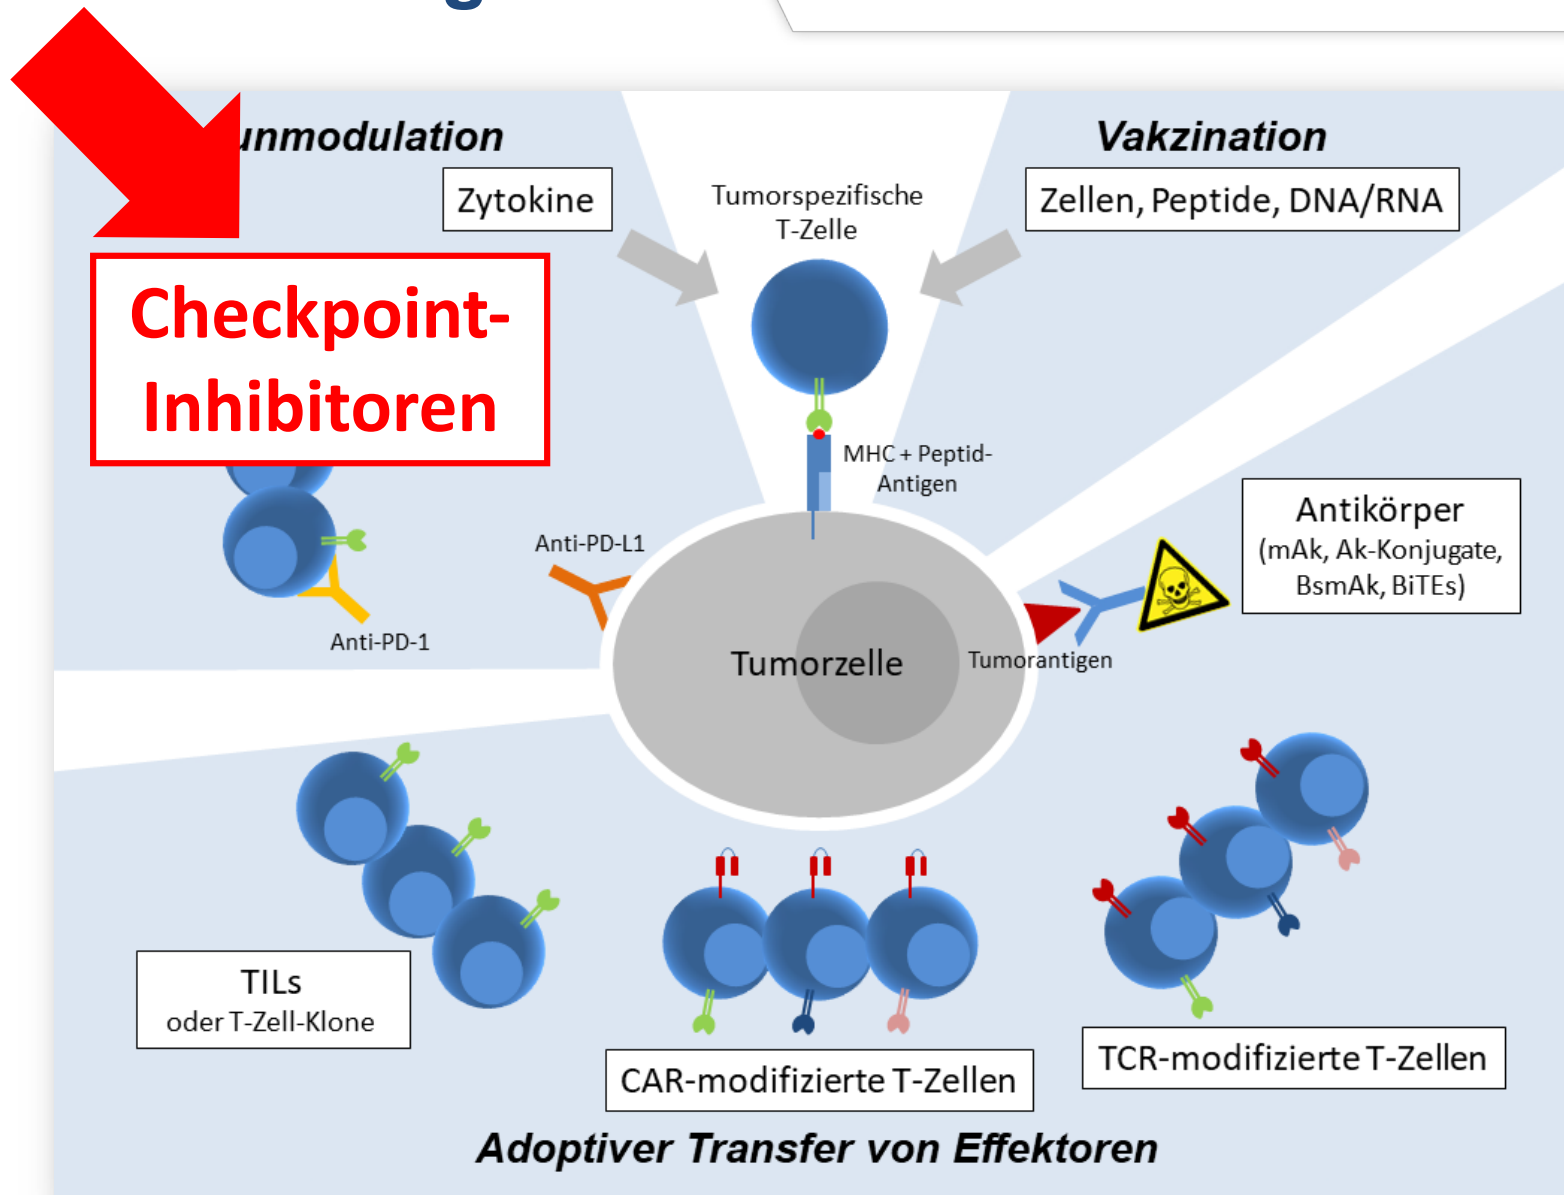 unmodulation
Vakzination
Zytokine
Tumorspezifische
T-Zelle
Zellen, Peptide, DNA/RNA
Checkpoint-
Inhibitoren
MHC + Peptid-
Antigen
Antikörper
(mAk, Ak-Konjugate,
BsmAk, BiTEs)
Anti-PD-L1
Anti-PD-1
Tumorzelle
Tumorantigen
TILs
oder T-Zell-Klone
CAR-modifizierte T-Zellen
TCR-modifizierte T-Zellen
Adoptiver Transfer von Effektoren